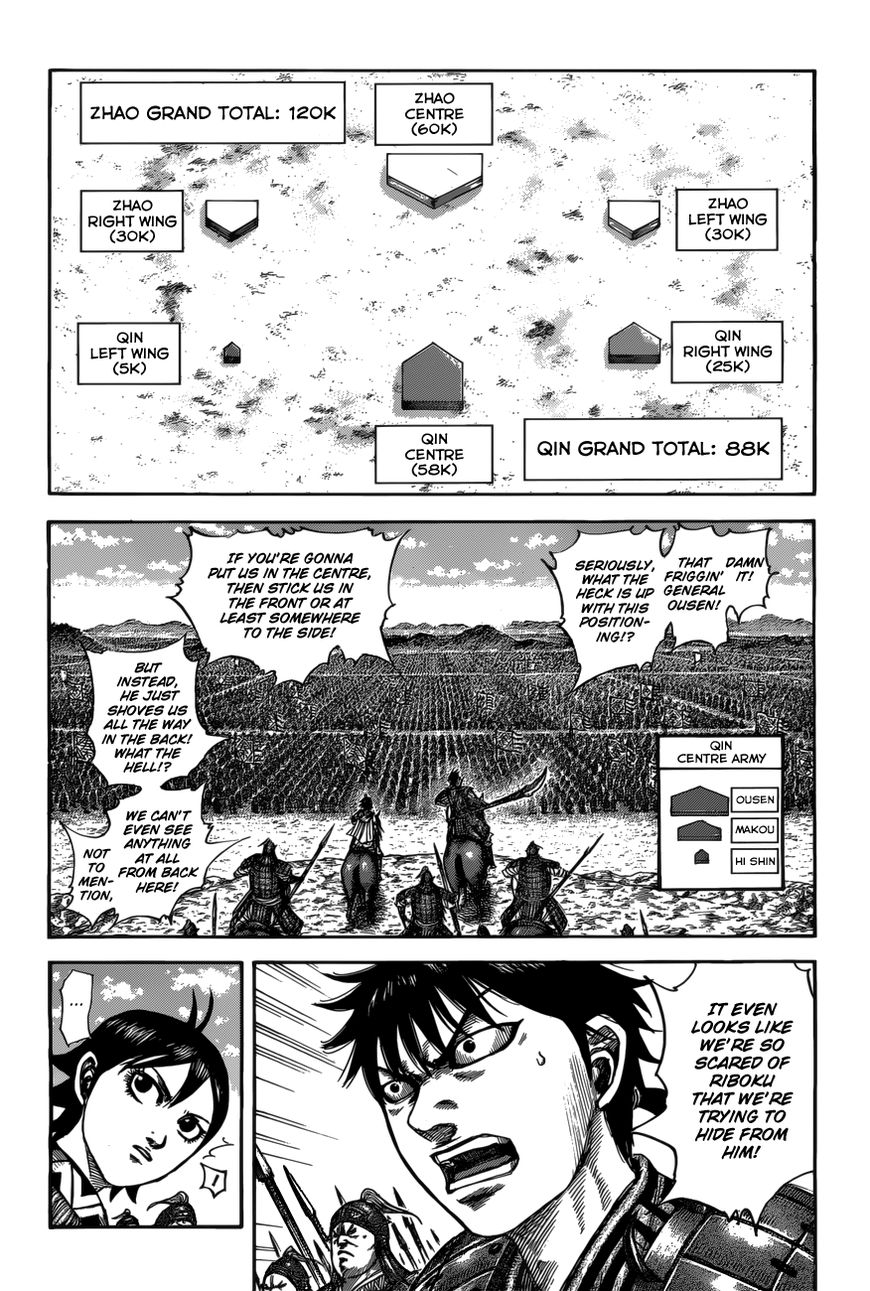 ZHAO GRAND TOTAL: 120K
ZHAO
CENTRE
(60K)
ZHAO
RIGHT WING
(30K)
ZHAO
LEFT WING
(30K)
QIN
LEFT WING
(5K)
QIN
RIGHT WING
(25K)
QIN
CENTRE
(58K)
QIN GRAND TOTAL: 88K
DAMN
IT!
THAT
FRIGGIN'
GENERAL
OUSEN!
SERIOUSLY,
WHAT THE
HECK IS UP
WITH THIS
POSITION-
ING!?
IF YOU'RE GONNA
PUT US IN THE CENTRE,
THEN STICK US IN
THE FRONT OR AT
LEAST SOMEWHERE
TO THE SIDE!
BUT
INSTEAD,
HE JUST
SHOVES US
ALL THE WAY
IN THE BACK!
WHAT THE
HELL!?
NOT
TO
MEN-
TION,
WE CAN'T
EVEN SEE
ANYTHING
AT ALL
FROM BACK
HERE!
QIN
CENTRE ARMY
OUSEN
MAKOU
HI SHIN
IT EVEN
LOOKS LIKE
WE'RE SO
SCARED OF
RIBOKU
THAT WE'RE
TRYING TO
HIDE FROM
HIM!
...
!